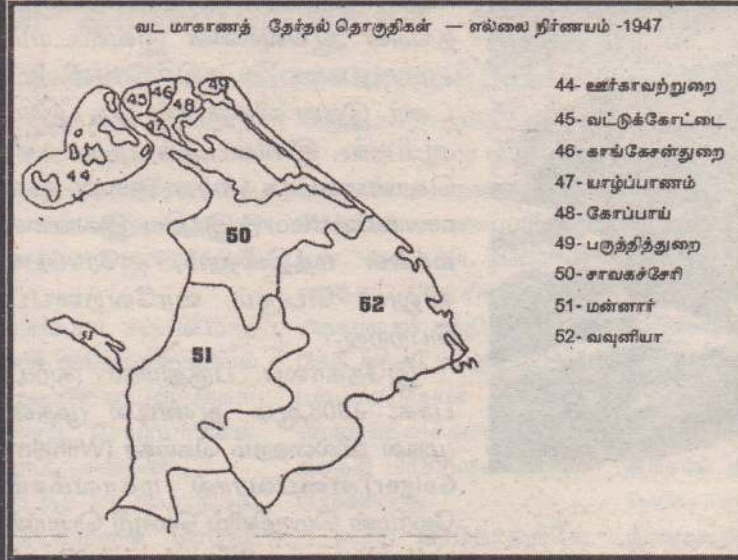 வட மாகாணத் தேர்தல் தொகுதிகள் — எல்லை நிர்ணயம் -1947
44- ஊர்காவற்றுறை
45- வட்டுக்கோட்டை
46- காங்கேசன்துறை
47- யாழ்ப்பாணம்
48- கோப்பாய்
49- பருத்தித்துறை
50- சாவகச்சேரி
51- மன்னார்
52- வவுனியா
45
46
48
49
47
44
50
52
51
51